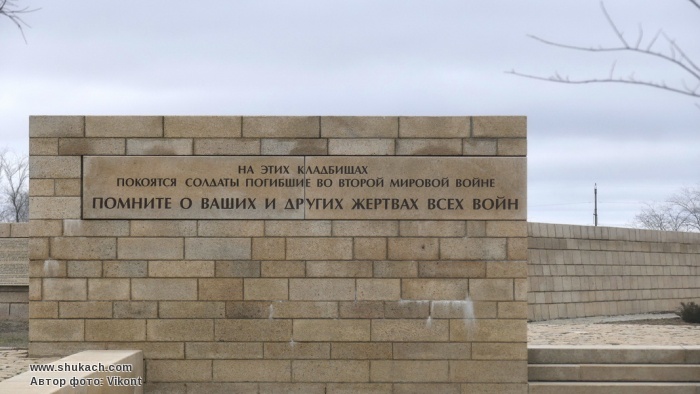 НА ЭТИХ КЛАДБИЩАХ
ПОКОЯТСЯ СОЛДАТЫ ПОГИБШИЕ ВО ВТОРОЙ МИРОВОЙ ВОЙНЕ
ПОМНИТЕ О ВАШИХ И ДРУГИХ ЖЕРТВАХ ВСЕХ ВОЙН
www.shukach.com
Автор фото: Vikont